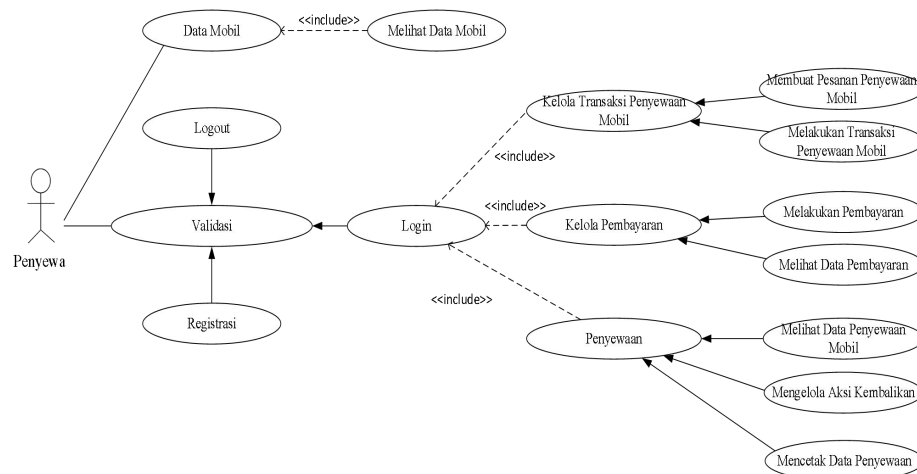 <<include>>
Data Mobil
Melihat Data Mobil
Membuat Pesanan Penyewaan
Mobil
Kelola Transaksi Penyewaan
Mobil
Logout
Melakukan Transaksi
Penyewaan Mobil
<<include>>
<<include>>
Melakukan Pembayaran
Validasi
Login
Kelola Pembayaran
Penyewa
Melihat Data Pembayaran
<<include>>
Registrasi
Penyewaan
Melihat Data Penyewaan
Mobil
Mengelola Aksi Kembalikan
Mencetak Data Penyewaan